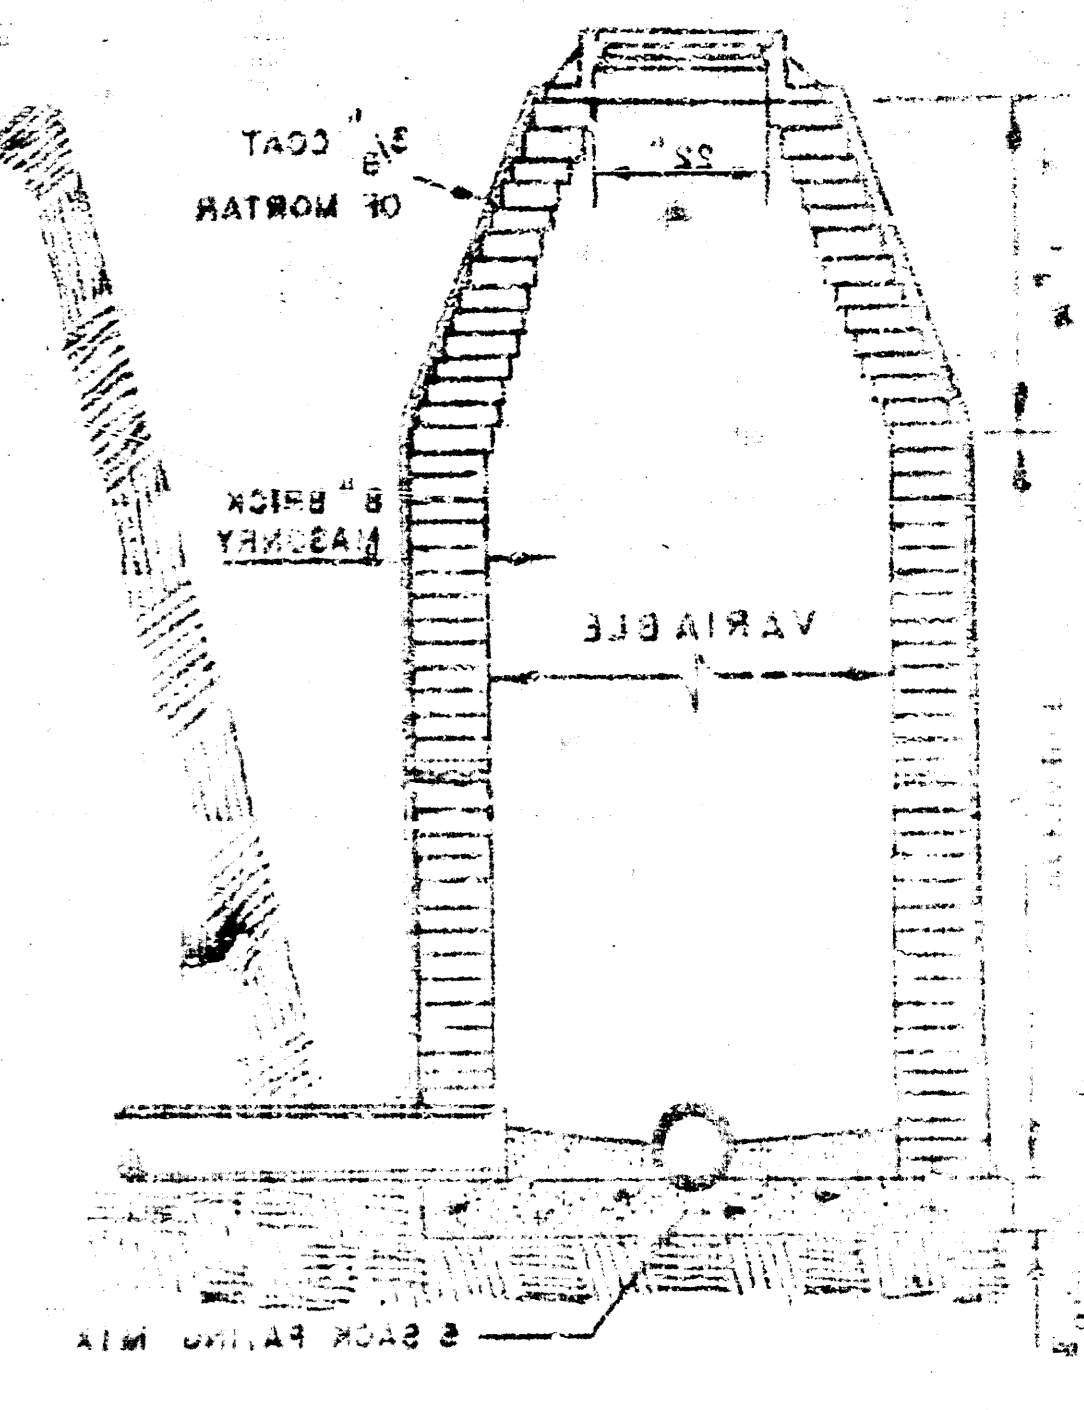 3/8" COAT
OF MORTAR
22"
8" BRICK
MASONRY
VARIABLE
5 SACK PAVING MIX